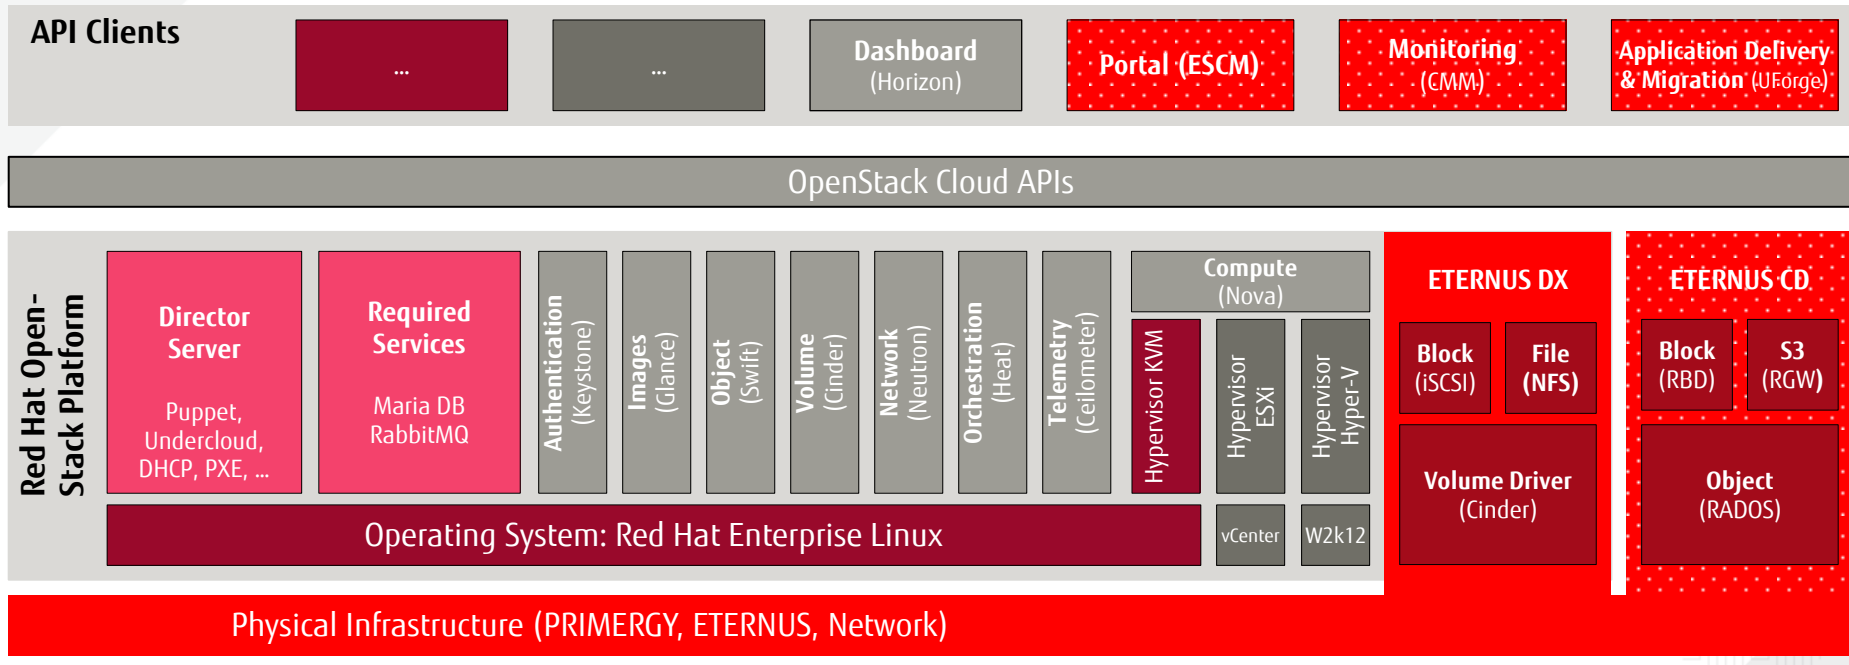 API Clients
...
...
Dashboard
(Horizon)
Portal (ESCM)
Monitoring
(CMM)
Application Delivery
& Migration (UForge)
OpenStack Cloud APIs
Red Hat Open-
Stack Platform
Director
Server
Puppet,
Undercloud,
DHCP, PXE, ...
Required
Services
Maria DB
RabbitMQ
Authentication
(Keystone)
Images
(Glance)
Object
(Swift)
Volume
(Cinder)
Network
(Neutron)
Orchestration
(Heat)
Telemetry
(Ceilometer)
Compute
(Nova)
Hypervisor KVM
Hypervisor
ESXi
Hypervisor
Hyper-V
Operating System: Red Hat Enterprise Linux
vCenter
W2k12
ETERNUS DX
Block
(iSCSI)
File
(NFS)
Volume Driver
(Cinder)
ETERNUS CD
Block
(RBD)
S3
(RGW)
Object
(RADOS)
Physical Infrastructure (PRIMERGY, ETERNUS, Network)